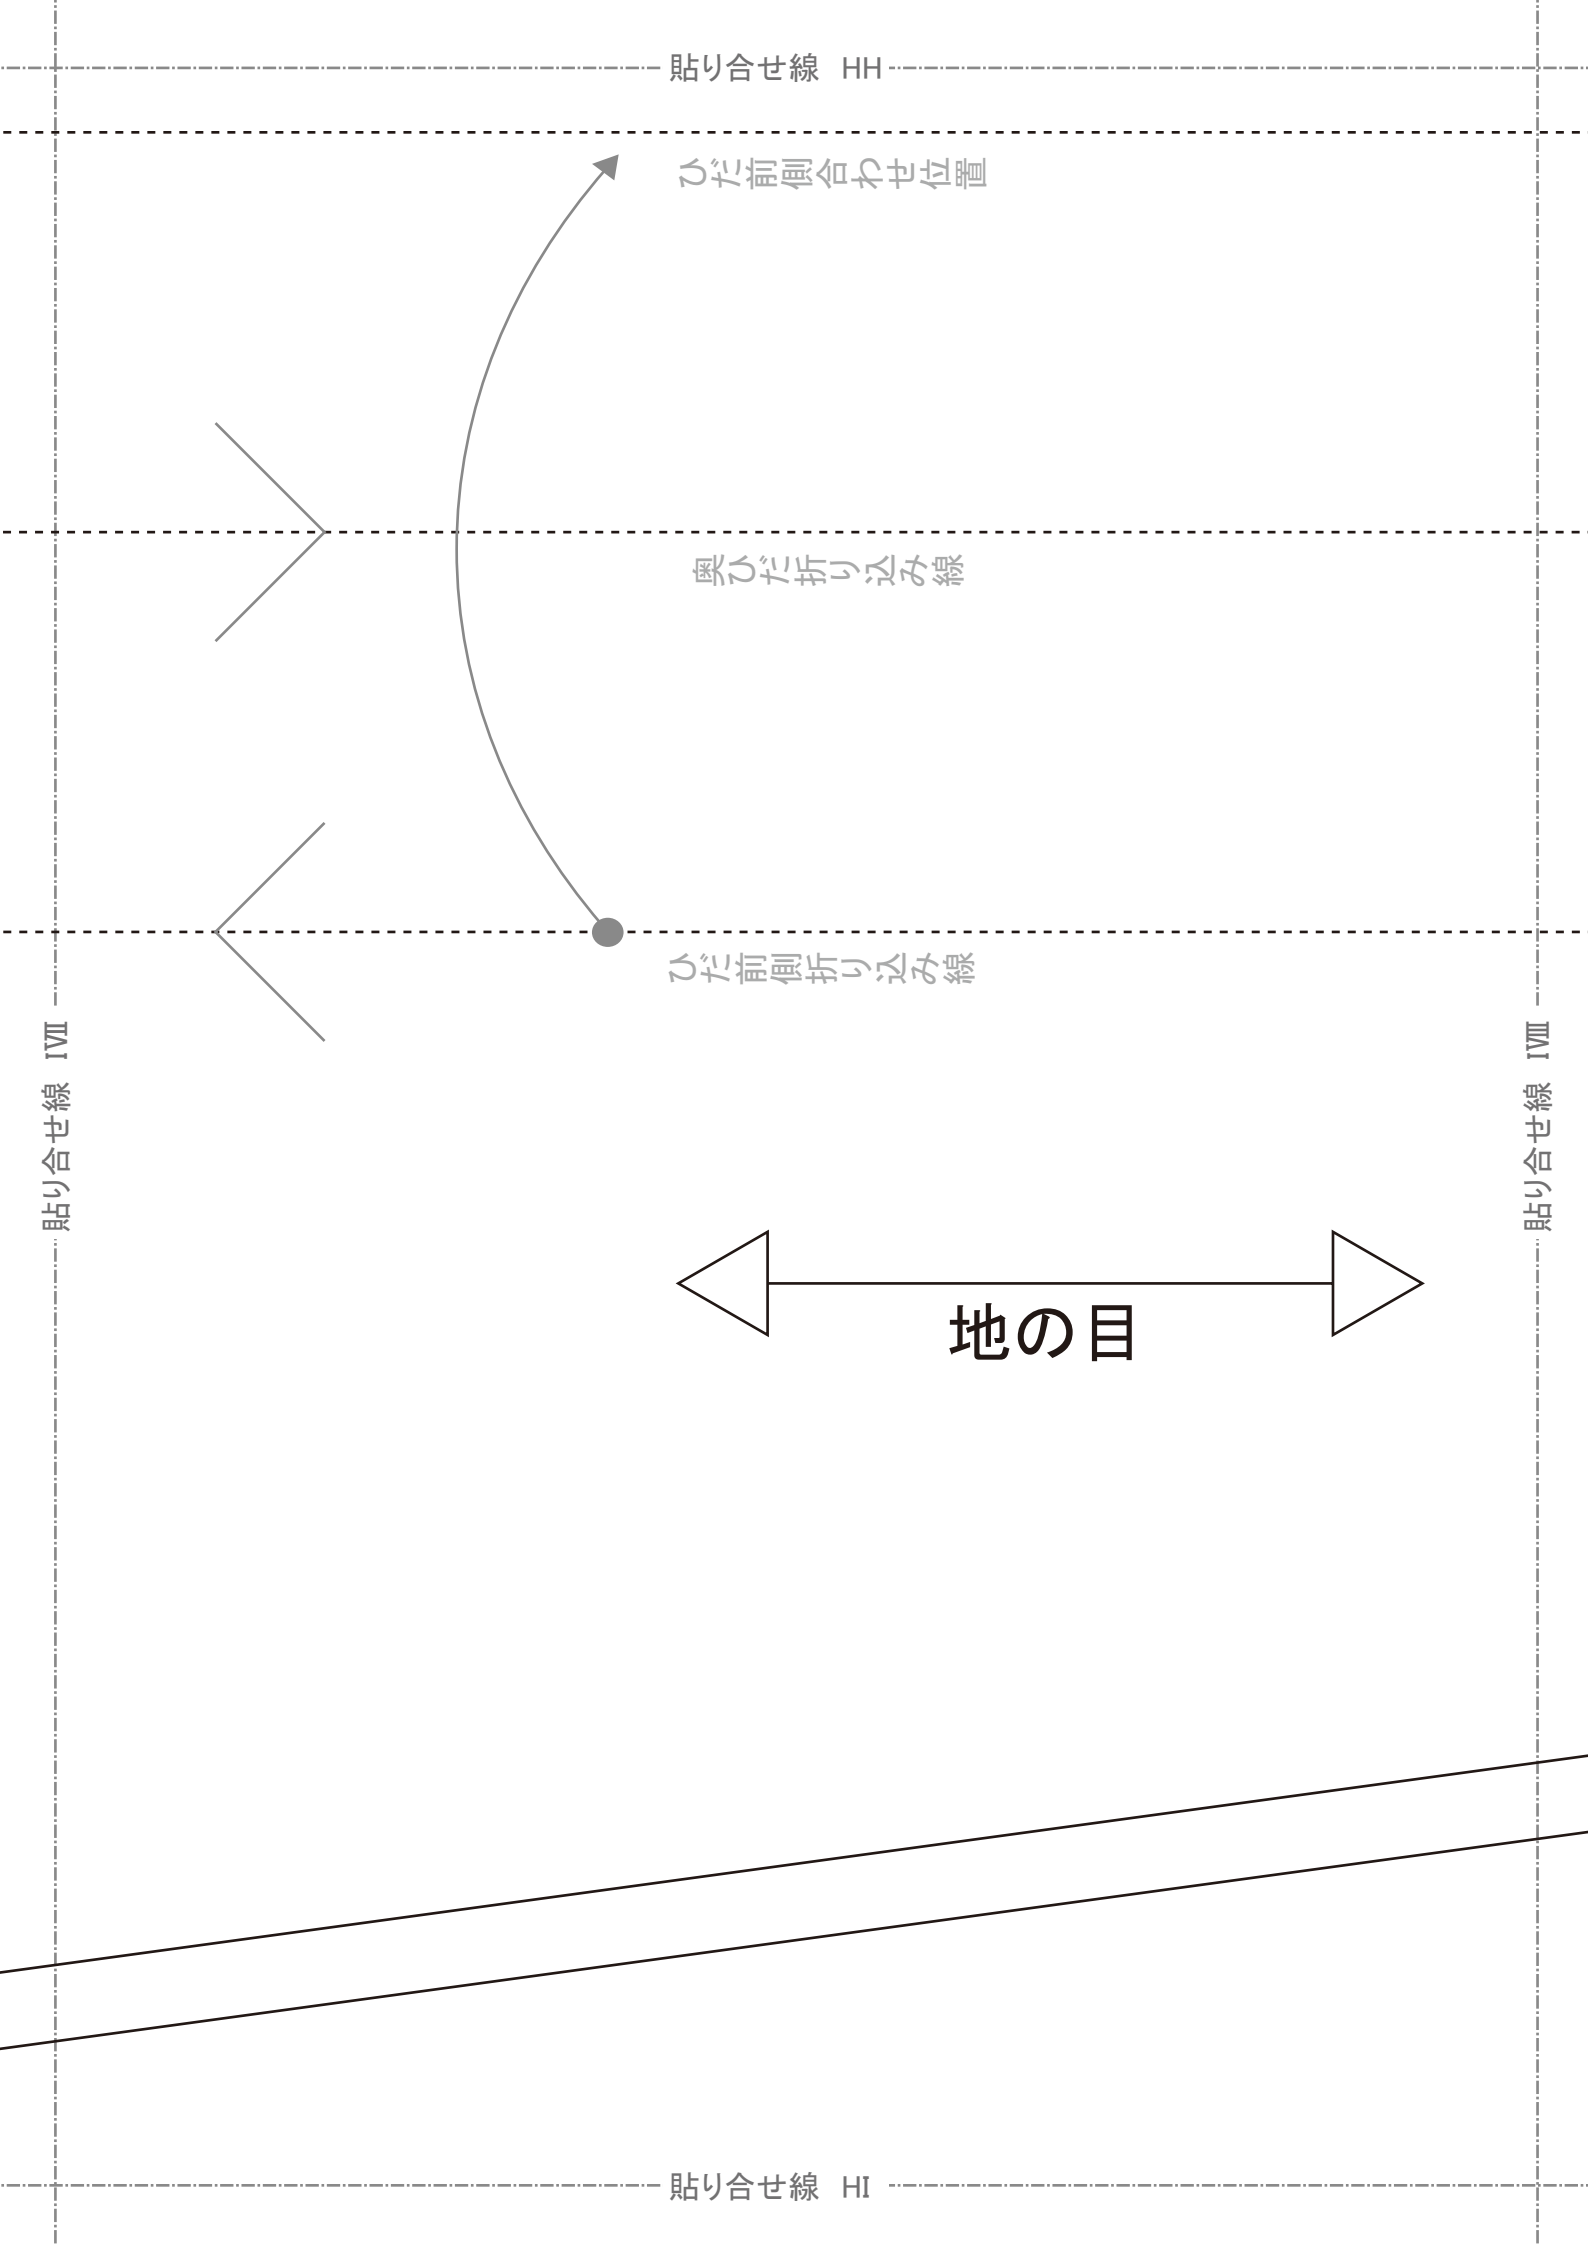 貼り合せ線　HH
ひだ前側合わせ位置
奥ひだ折り込み線
ひだ前側折り込み線
貼り合せ線　IⅦ
貼り合せ線　IⅧ
地の目
貼り合せ線　HI